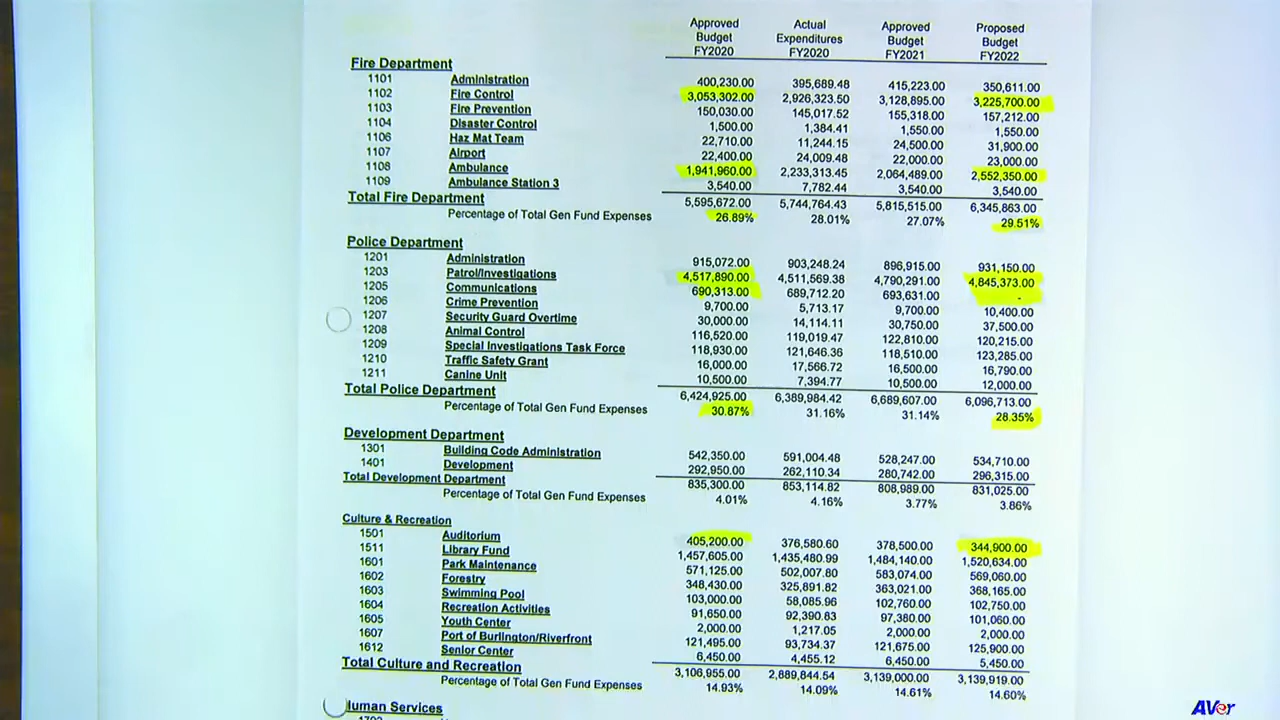 Approved Budget FY2020 Actual Expenditures FY2020 Approved Budget FY2021 Proposed Budget FY2022
Fire Department
1101 Administration 400,230.00 395,689.48 415,223.00 350,611.00
1102 Fire Control 3,053,302.00 2,926,323.50 3,128,895.00 3,225,700.00
1103 Fire Prevention 150,030.00 145,017.52 155,318.00 157,212.00
1104 Disaster Control 1,500.00 1,384.41 1,550.00 1,550.00
1106 Haz Mat Team 22,710.00 11,244.15 24,500.00 31,900.00
1107 Airport 22,400.00 24,009.48 22,000.00 23,000.00
1108 Ambulance 1,941,960.00 2,233,313.45 2,064,489.00 2,552,350.00
1109 Ambulance Station 3 3,540.00 7,782.44 3,540.00 3,540.00
Total Fire Department 5,595,672.00 5,744,764.43 5,815,515.00 6,345,863.00
Percentage of Total Gen Fund Expenses 26.89% 28.01% 27.07% 29.51%
Police Department
1201 Administration 915,072.00 903,248.24 896,915.00 931,150.00
1203 Patrol/Investigations 4,517,890.00 4,511,569.38 4,790,291.00 4,845,373.00
1205 Communications 690,313.00 689,712.20 693,631.00 -
1206 Crime Prevention 9,700.00 5,713.17 9,700.00 10,400.00
1207 Security Guard Overtime 30,000.00 14,114.11 30,750.00 37,500.00
1208 Animal Control 116,520.00 119,019.47 122,810.00 120,215.00
1209 Special Investigations Task Force 118,930.00 121,646.36 118,510.00 123,285.00
1210 Traffic Safety Grant 16,000.00 17,566.72 16,500.00 16,790.00
1211 Canine Unit 10,500.00 7,394.77 10,500.00 12,000.00
Total Police Department 6,424,925.00 6,389,984.42 6,689,607.00 6,096,713.00
Percentage of Total Gen Fund Expenses 30.87% 31.16% 31.14% 28.35%
Development Department
1301 Building Code Administration 542,350.00 591,004.48 528,247.00 534,710.00
1401 Development 292,950.00 262,110.34 280,742.00 296,315.00
Total Development Department 835,300.00 853,114.82 808,989.00 831,025.00
Percentage of Total Gen Fund Expenses 4.01% 4.16% 3.77% 3.86%
Culture & Recreation
1501 Auditorium 405,200.00 376,580.60 378,500.00 344,900.00
1511 Library Fund 1,457,605.00 1,435,480.99 1,484,140.00 1,520,634.00
1601 Park Maintenance 571,125.00 502,007.80 583,074.00 569,060.00
1602 Forestry 348,430.00 325,891.82 363,021.00 368,165.00
1603 Swimming Pool 103,000.00 58,085.96 102,760.00 102,750.00
1604 Recreation Activities 91,650.00 92,390.83 97,380.00 101,060.00
1605 Youth Center 2,000.00 1,217.05 2,000.00 2,000.00
1607 Port of Burlington/Riverfront 121,495.00 93,734.37 121,675.00 125,900.00
1612 Senior Center 6,450.00 4,455.12 6,450.00 5,450.00
Total Culture and Recreation 3,106,955.00 2,889,844.54 3,139,000.00 3,139,919.00
Percentage of Total Gen Fund Expenses 14.93% 14.09% 14.61% 14.60%
Human Services
AVer